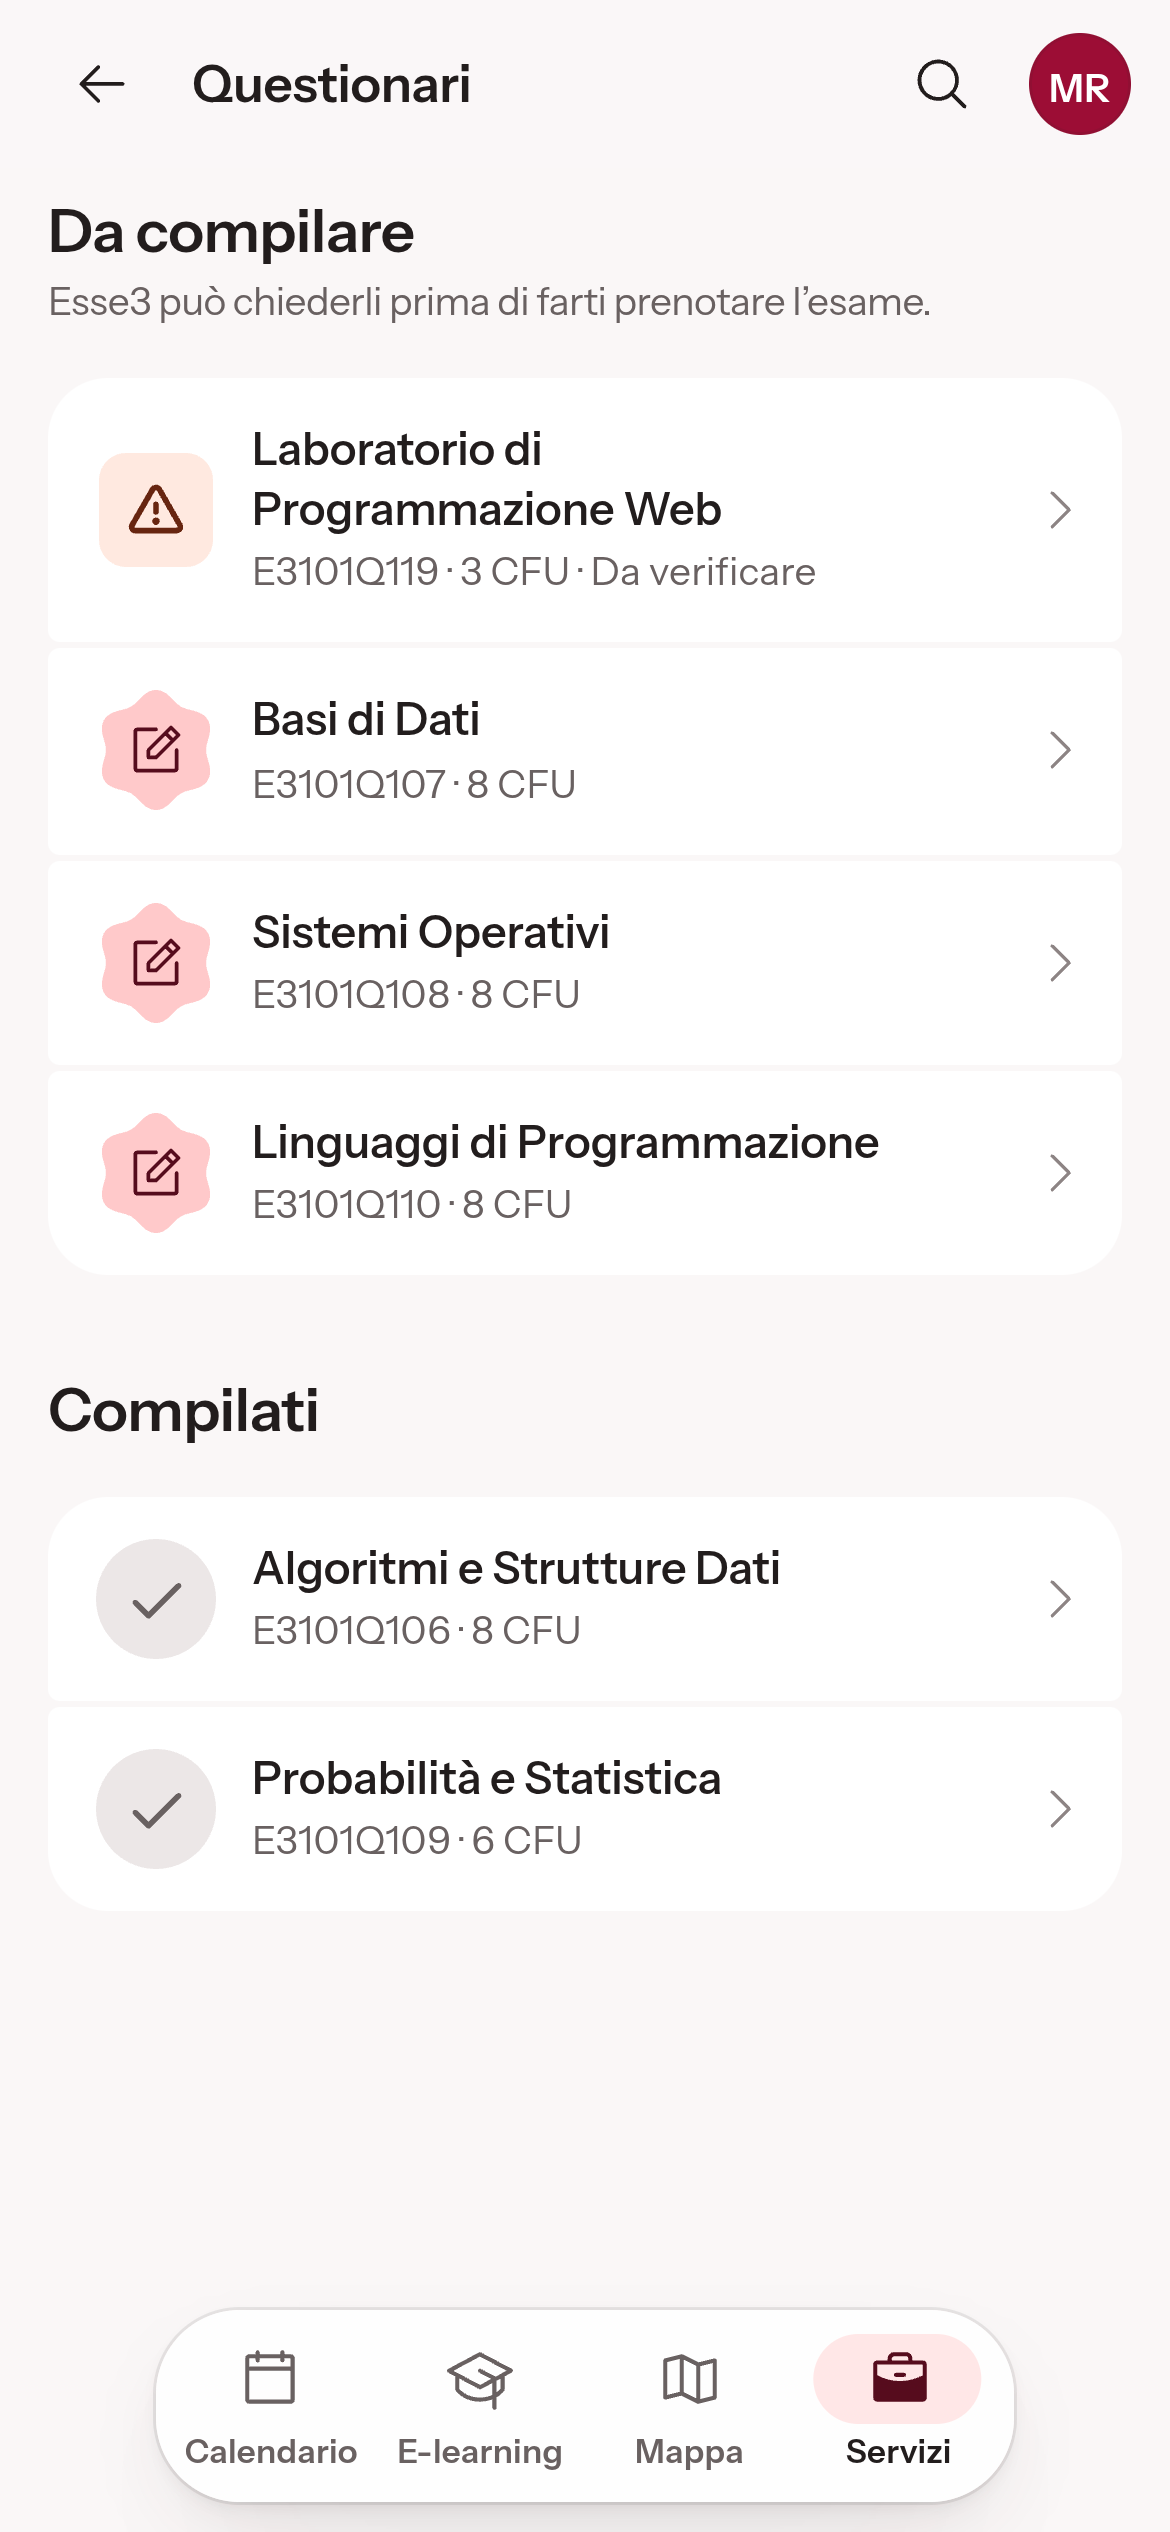 Questionari
MR
Da compilare
Esse3 può chiederli prima di farti prenotare l’esame.
Laboratorio di
Programmazione Web
E3101Q119 · 3 CFU · Da verificare
Basi di Dati
E3101Q107 · 8 CFU
Sistemi Operativi
E3101Q108 · 8 CFU
Linguaggi di Programmazione
E3101Q110 · 8 CFU
Compilati
Algoritmi e Strutture Dati
E3101Q106 · 8 CFU
Probabilità e Statistica
E3101Q109 · 6 CFU
Calendario
E-learning
Mappa
Servizi